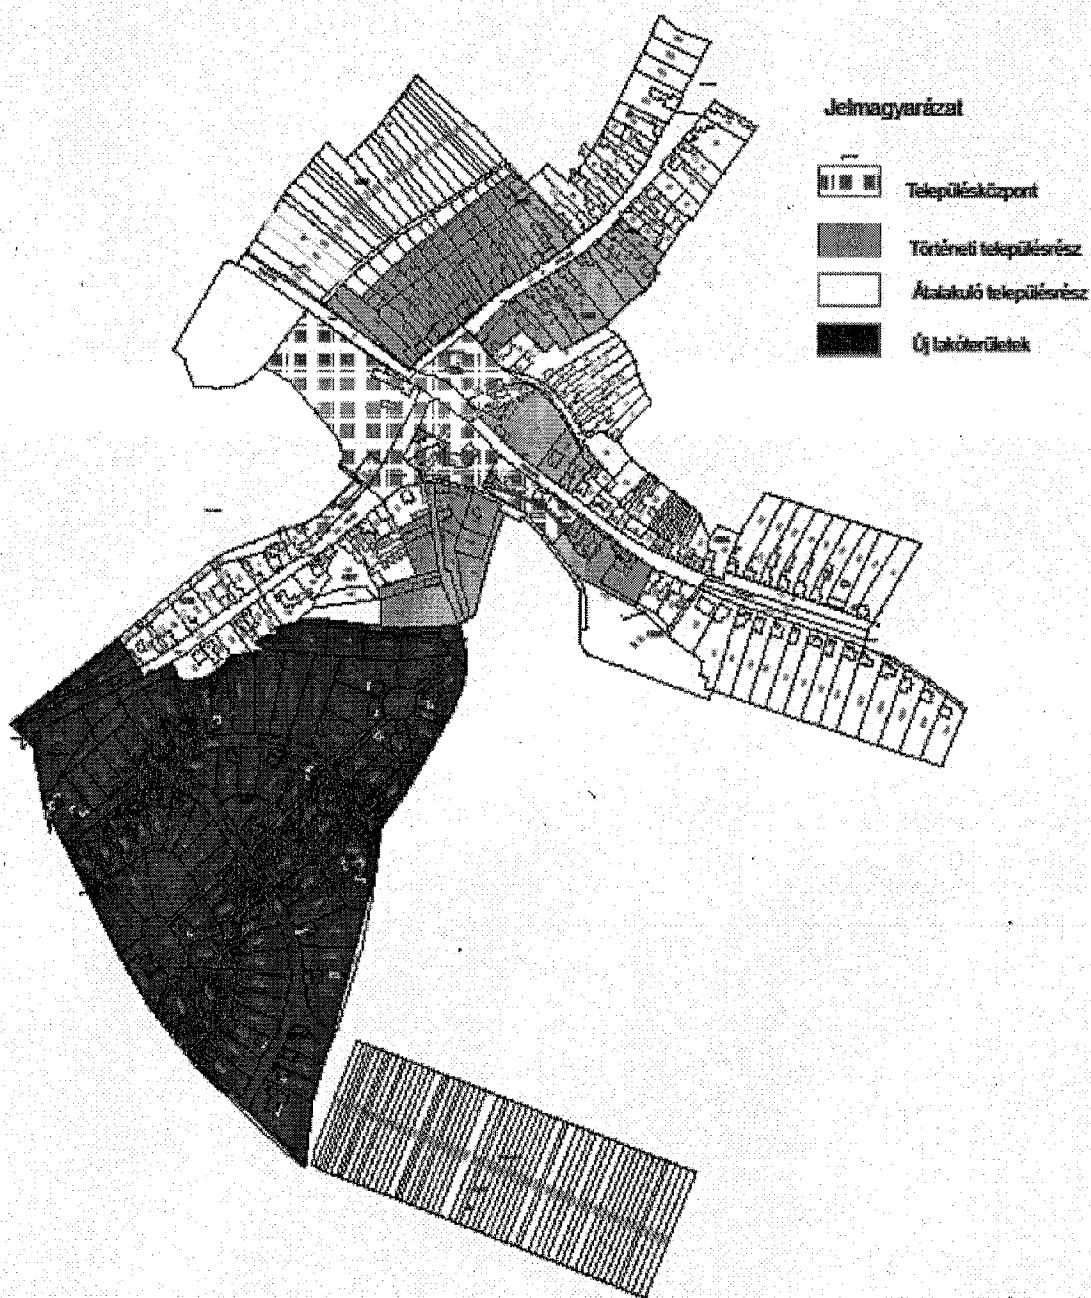 Jelmagyarázat
Településközpont
Történeti településrész
Átalakuló településrész
Új lakóterületek